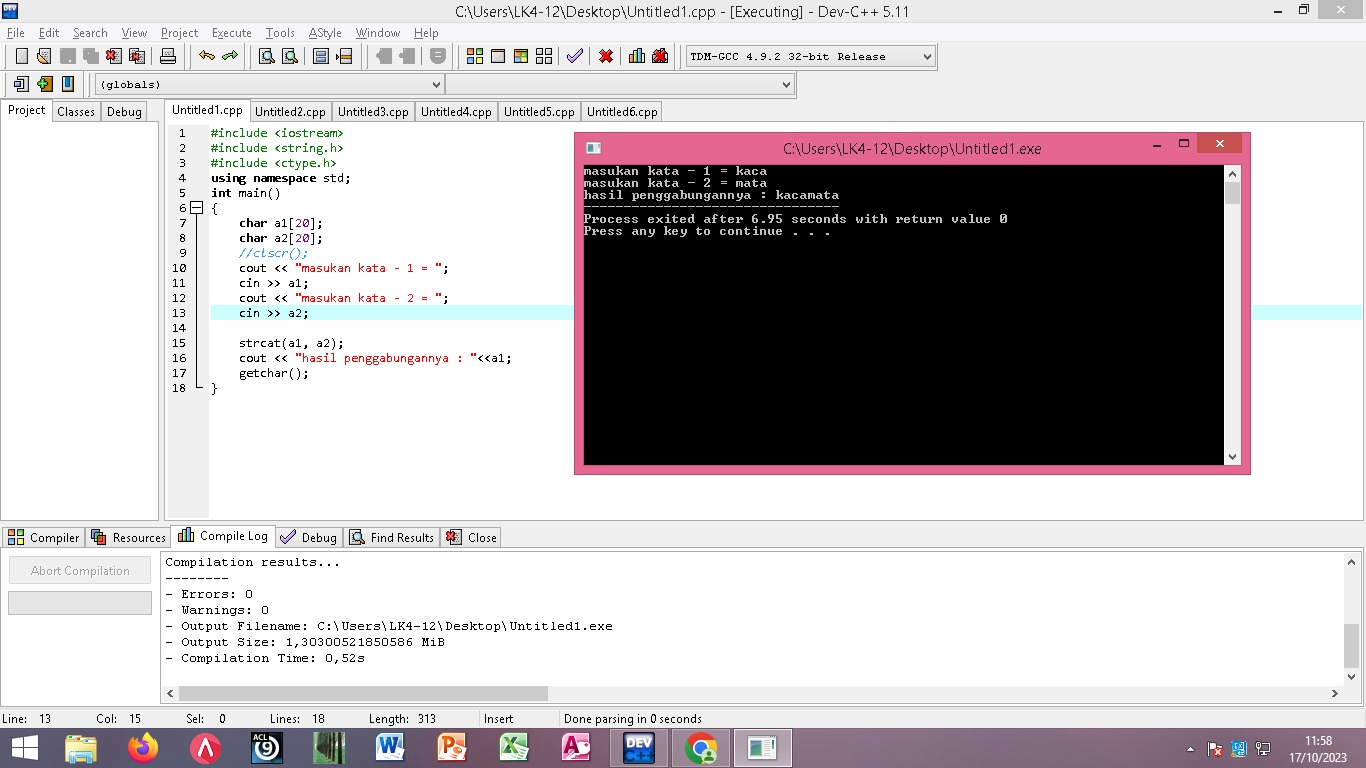 C:\Users\LK4-12\Desktop\Untitled1.cpp - [Executing] - Dev-C++ 5.11
File Edit Search View Project Execute Tools AStyle Window Help
TDM-GCC 4.9.2 32-bit Release
(globals)
Project Classes Debug
Untitled1.cpp Untitled2.cpp Untitled3.cpp Untitled4.cpp Untitled5.cpp Untitled6.cpp
1 #include <iostream>
2 #include <string.h>
3 #include <ctype.h>
4 using namespace std;
5 int main()
6 {
7 char a1[20];
8 char a2[20];
9 //clscr();
10 cout << "masukan kata - 1 = ";
11 cin >> a1;
12 cout << "masukan kata - 2 = ";
13 cin >> a2;
14
15 strcat(a1, a2);
16 cout << "hasil penggabungannya : "<<a1;
17 getchar();
18 }
C:\Users\LK4-12\Desktop\Untitled1.exe
masukan kata - 1 = kaca
masukan kata - 2 = mata
hasil penggabungannya : kacamata
--------------------------------
Process exited after 6.95 seconds with return value 0
Press any key to continue . . .
Compiler Resources Compile Log Debug Find Results Close
Abort Compilation
Compilation results...
--------
- Errors: 0
- Warnings: 0
- Output Filename: C:\Users\LK4-12\Desktop\Untitled1.exe
- Output Size: 1,30300521850586 MiB
- Compilation Time: 0,52s
Line: 13 Col: 15 Sel: 0 Lines: 18 Length: 313 Insert Done parsing in 0 seconds
ACL
9
DEV
C++
11:58
17/10/2023